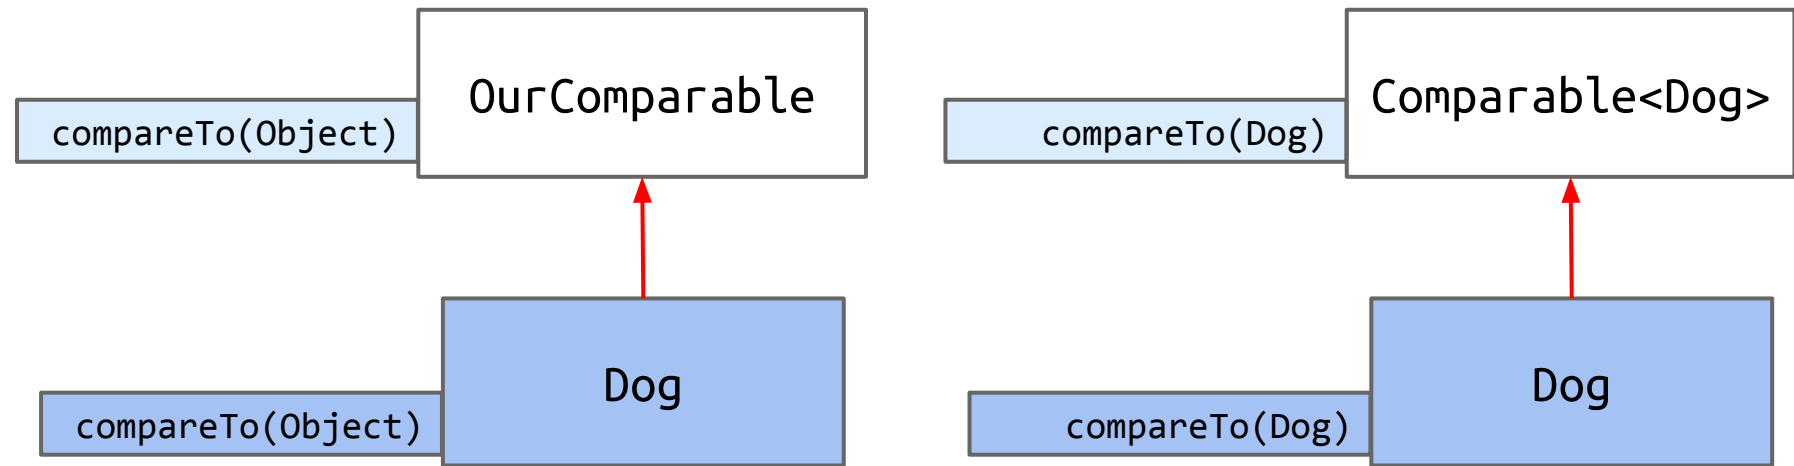 OurComparable
compareTo(Object)
Dog
compareTo(Object)
Comparable<Dog>
compareTo(Dog)
Dog
compareTo(Dog)